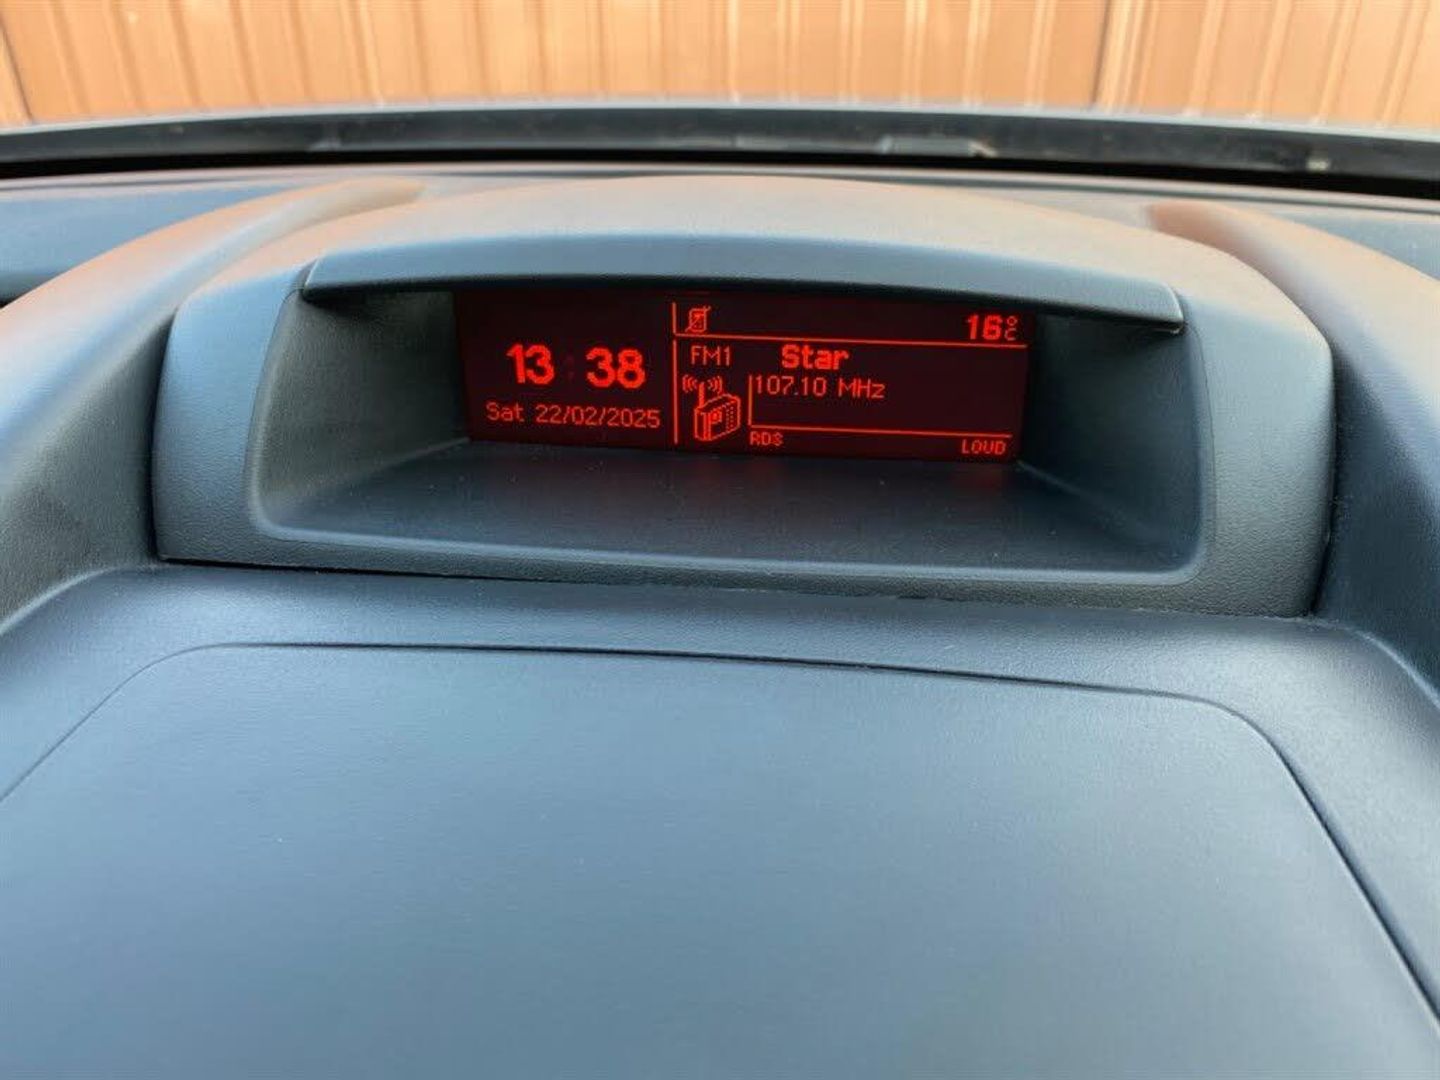 13:38
Sat 22/02/2025
16°C
FM1 Star
107.10 MHz
RDS LOUD